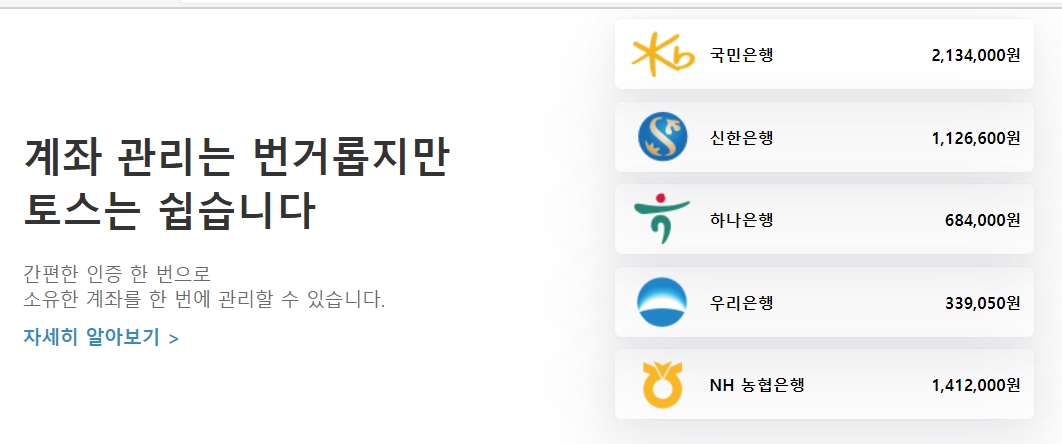 계좌 관리는 번거롭지만
토스는 쉽습니다
간편한 인증 한 번으로
소유한 계좌를 한 번에 관리할 수 있습니다.
자세히 알아보기 >
국민은행 2,134,000원
신한은행 1,126,600원
하나은행 684,000원
우리은행 339,050원
NH 농협은행 1,412,000원